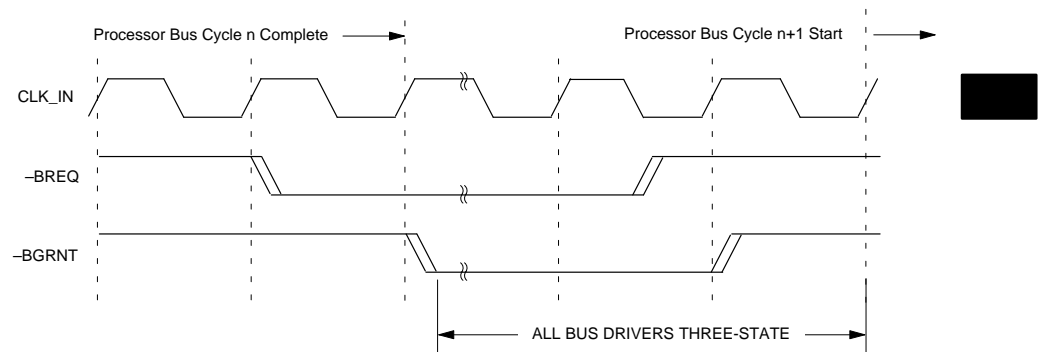 Processor Bus Cycle n Complete
Processor Bus Cycle n+1 Start
CLK_IN
–BREQ
–BGRNT
ALL BUS DRIVERS THREE-STATE